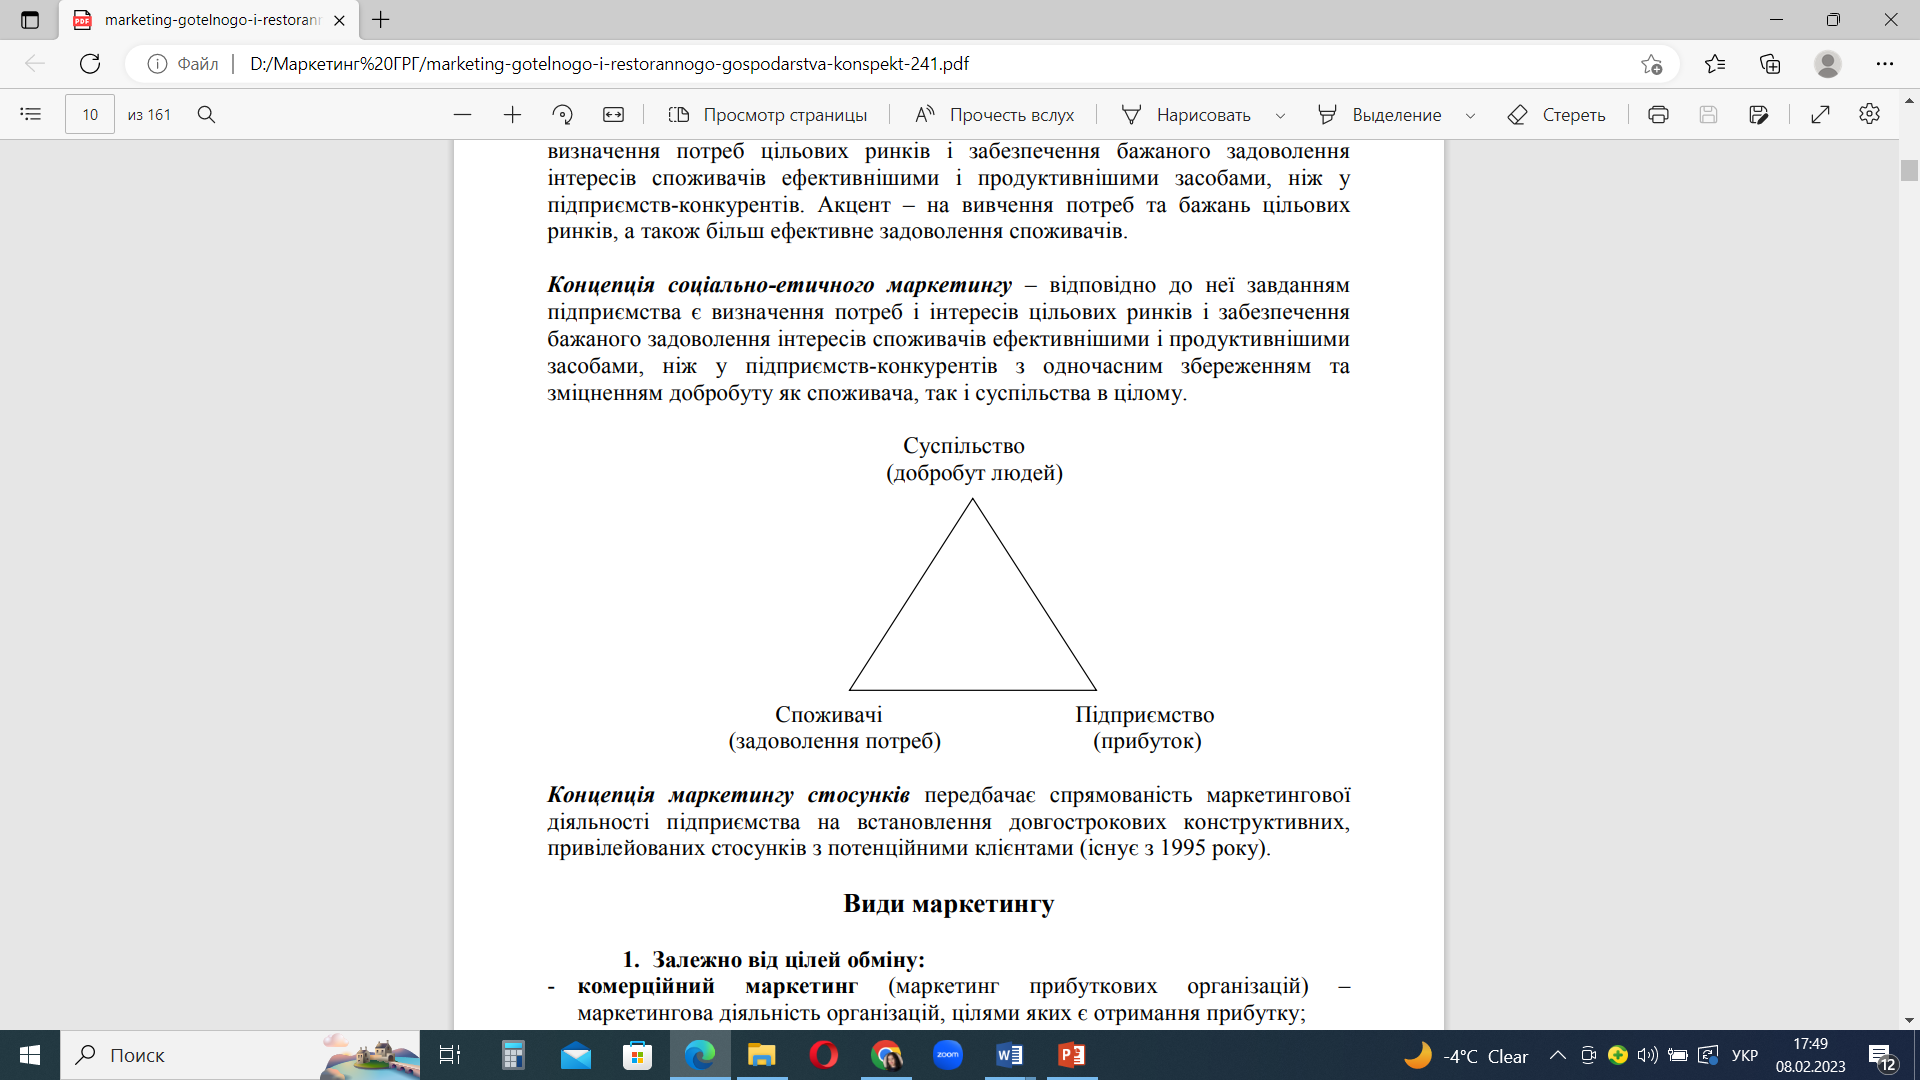 marketing-gotelnogo-i-restorann
Файл
D:/Маркетинг%20ГРГ/marketing-gotelnogo-i-restorannogo-gospodarstva-konspekt-241.pdf
10 из 161 Просмотр страницы Прочесть вслух Нарисовать Выделение Стереть
визначення потреб цільових ринків і забезпечення бажаного задоволення
інтересів споживачів ефективнішими і продуктивнішими засобами, ніж у
підприємств-конкурентів. Акцент – на вивчення потреб та бажань цільових
ринків, а також більш ефективне задоволення споживачів.
Концепція соціально-етичного маркетингу – відповідно до неї завданням
підприємства є визначення потреб і інтересів цільових ринків і забезпечення
бажаного задоволення інтересів споживачів ефективнішими і продуктивнішими
засобами, ніж у підприємств-конкурентів з одночасним збереженням та
зміцненням добробуту як споживача, так і суспільства в цілому.
Суспільство
(добробут людей)
Споживачі Підприємство
(задоволення потреб) (прибуток)
Концепція маркетингу стосунків передбачає спрямованість маркетингової
діяльності підприємства на встановлення довгострокових конструктивних,
привілейованих стосунків з потенційними клієнтами (існує з 1995 року).
Види маркетингу
1. Залежно від цілей обміну:
- комерційний маркетинг (маркетинг прибуткових організацій) –
маркетингова діяльність організацій, цілями яких є отримання прибутку;
Поиск
zoom
-4°C Clear
УКР
17:49
08.02.2023
12